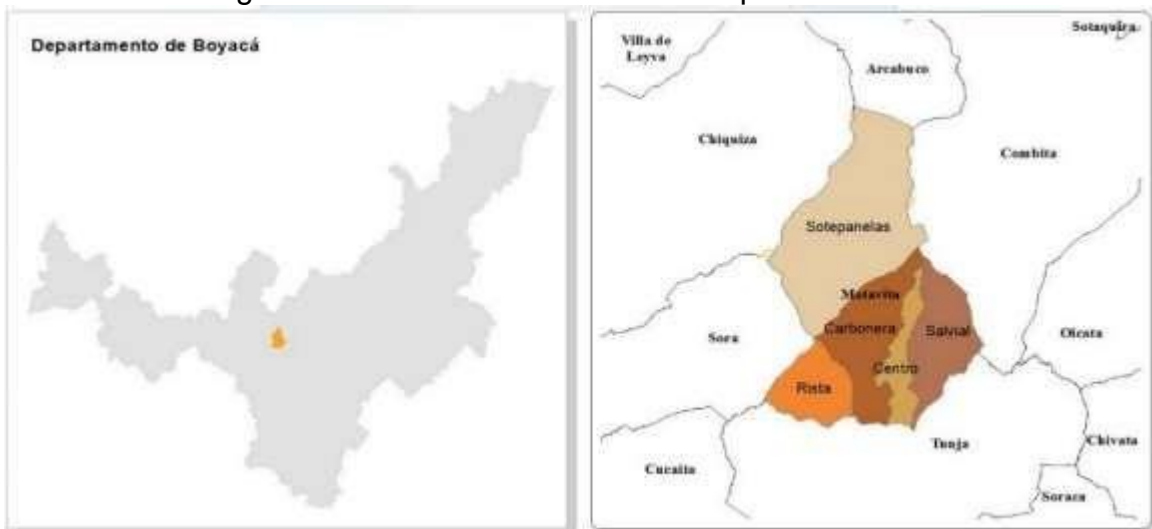 Departamento de Boyacá
Sotaquira
Villa de
Leyva
Arcabuco
Chiquiza
Combita
Sotepanelas
Motavita
Carbonera
Salvial
Sora
Oicata
Centro
Rista
Tunja
Chivata
Cucaita
Soraca